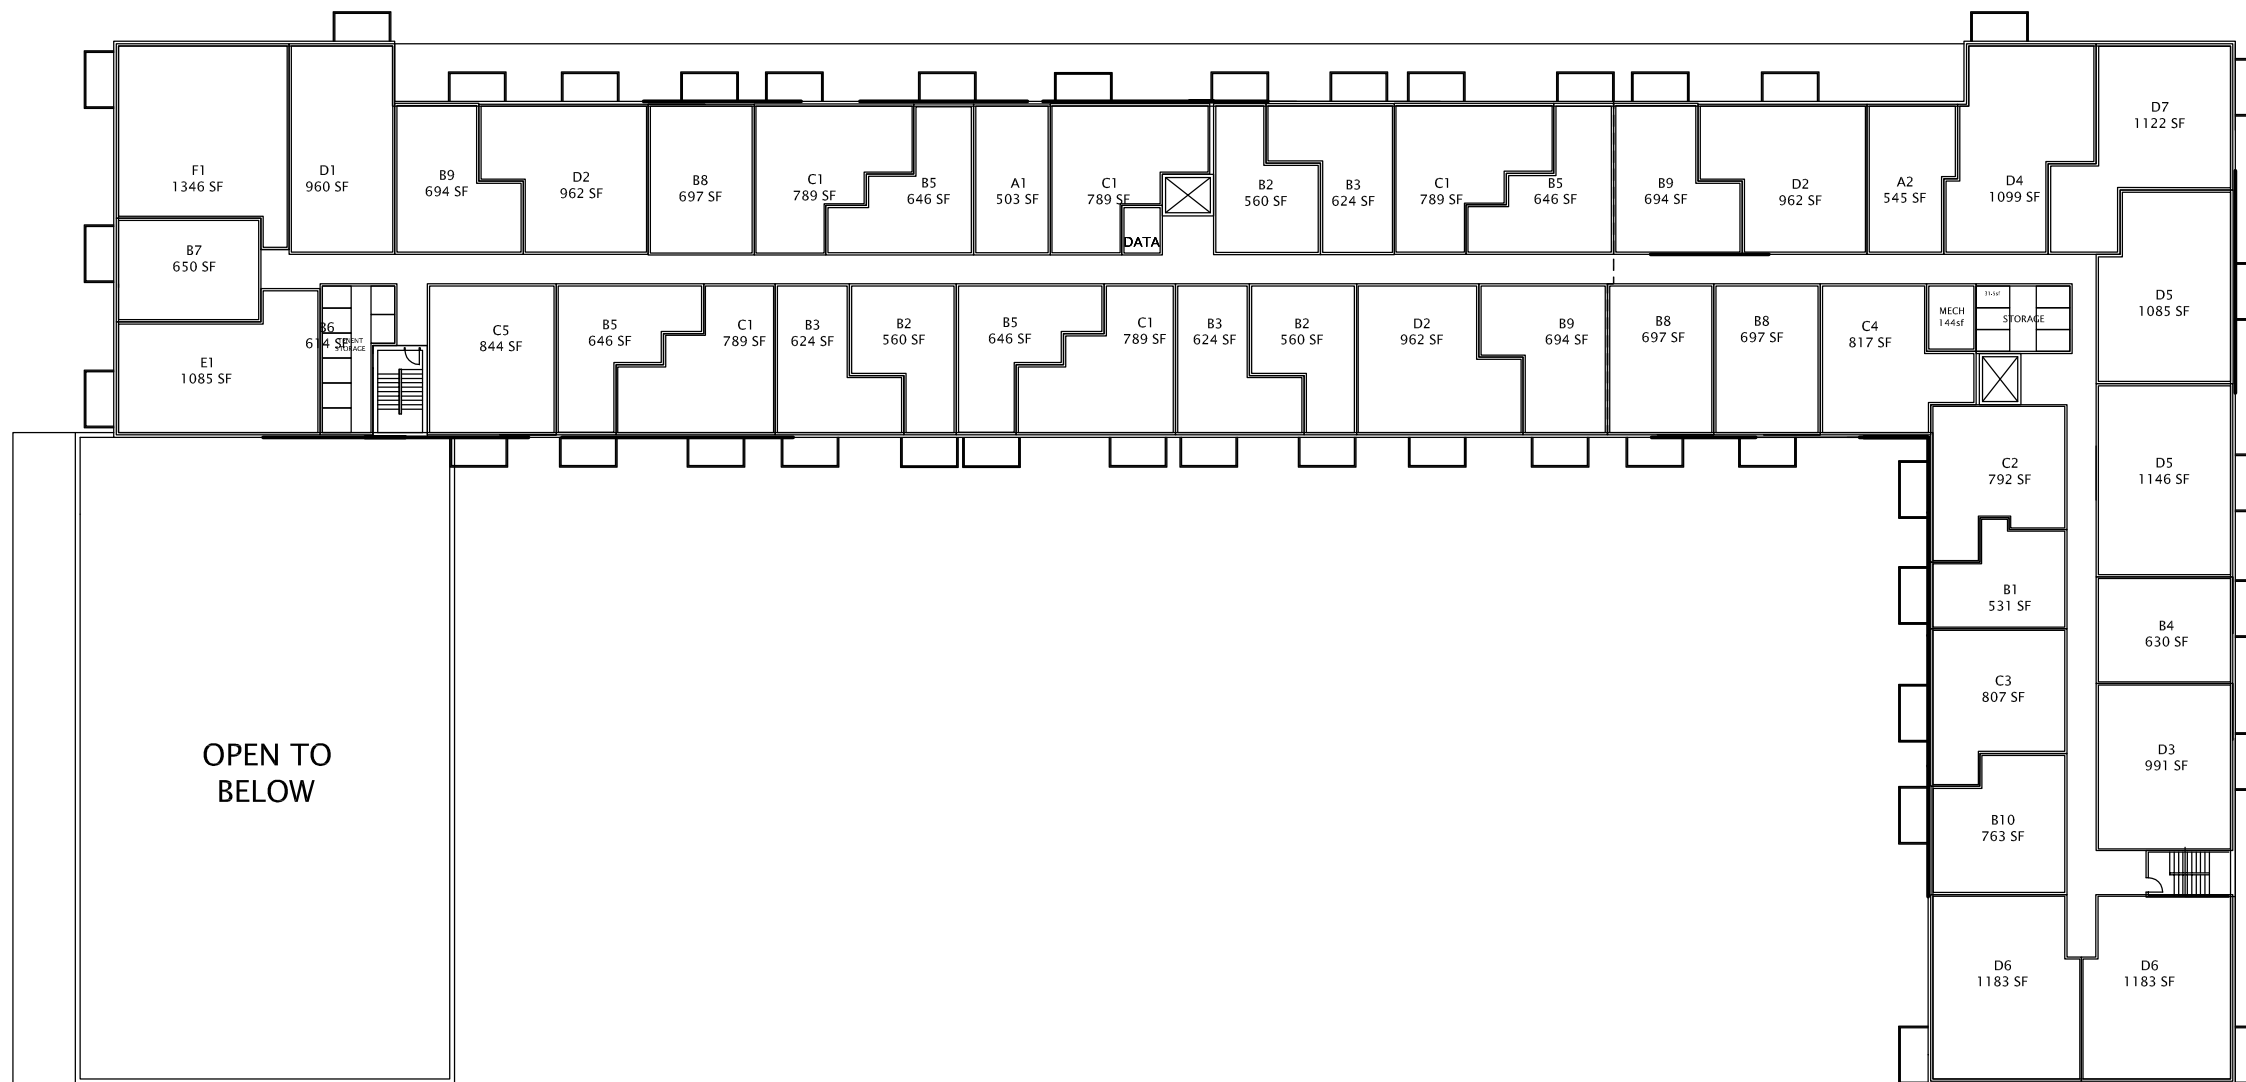 F1
1346 SF
D1
960 SF
B9
694 SF
D2
962 SF
B8
697 SF
C1
789 SF
B5
646 SF
A1
503 SF
C1
789 SF
DATA
B2
560 SF
B3
624 SF
C1
789 SF
B5
646 SF
B9
694 SF
D2
962 SF
A2
545 SF
D4
1099 SF
D7
1122 SF
B7
650 SF
E1
1085 SF
B6
614 SF
TENENT
STORAGE
C5
844 SF
B5
646 SF
C1
789 SF
B3
624 SF
B2
560 SF
B5
646 SF
C1
789 SF
B3
624 SF
B2
560 SF
D2
962 SF
B9
694 SF
B8
697 SF
B8
697 SF
C4
817 SF
MECH
144sf
STORAGE
D5
1085 SF
C2
792 SF
D5
1146 SF
B1
531 SF
B4
630 SF
C3
807 SF
D3
991 SF
B10
763 SF
D6
1183 SF
D6
1183 SF
OPEN TO
BELOW